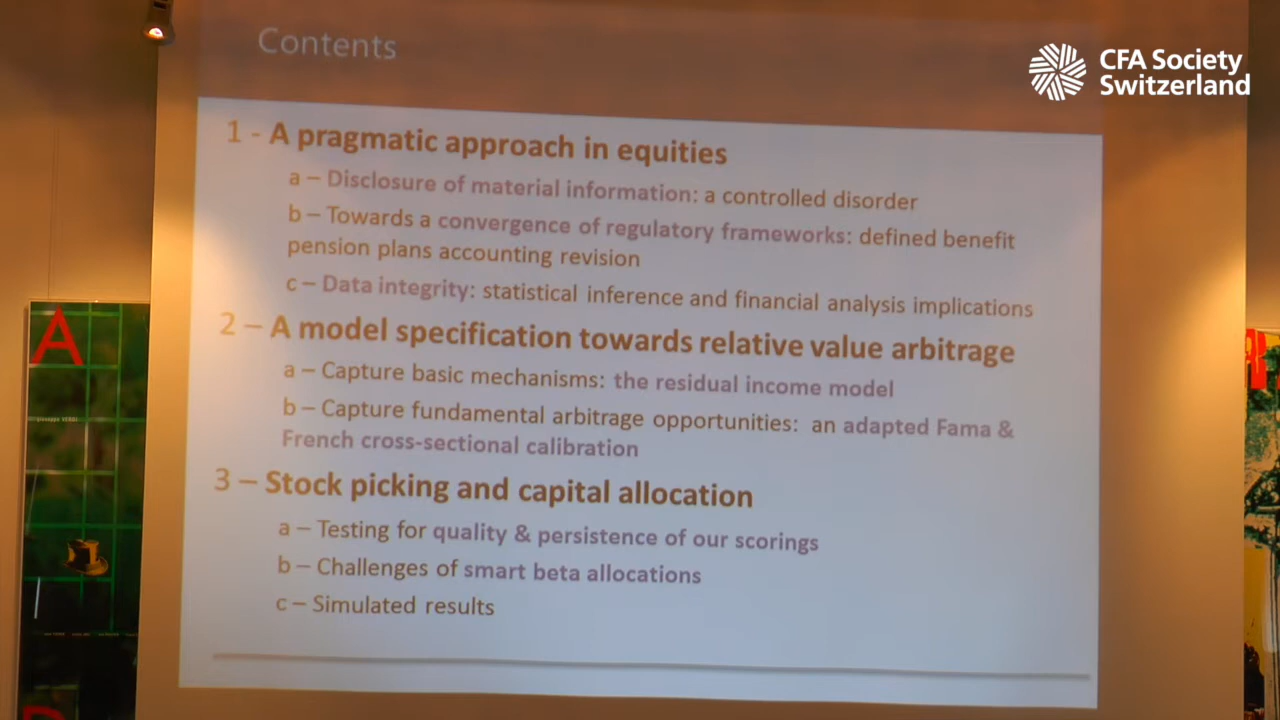 Contents
CFA Society
Switzerland
1 - A pragmatic approach in equities
a – Disclosure of material information: a controlled disorder
b – Towards a convergence of regulatory frameworks: defined benefit
pension plans accounting revision
c – Data integrity: statistical inference and financial analysis implications
2 – A model specification towards relative value arbitrage
a – Capture basic mechanisms: the residual income model
b – Capture fundamental arbitrage opportunities: an adapted Fama &
French cross-sectional calibration
3 – Stock picking and capital allocation
a – Testing for quality & persistence of our scorings
b – Challenges of smart beta allocations
c – Simulated results
A